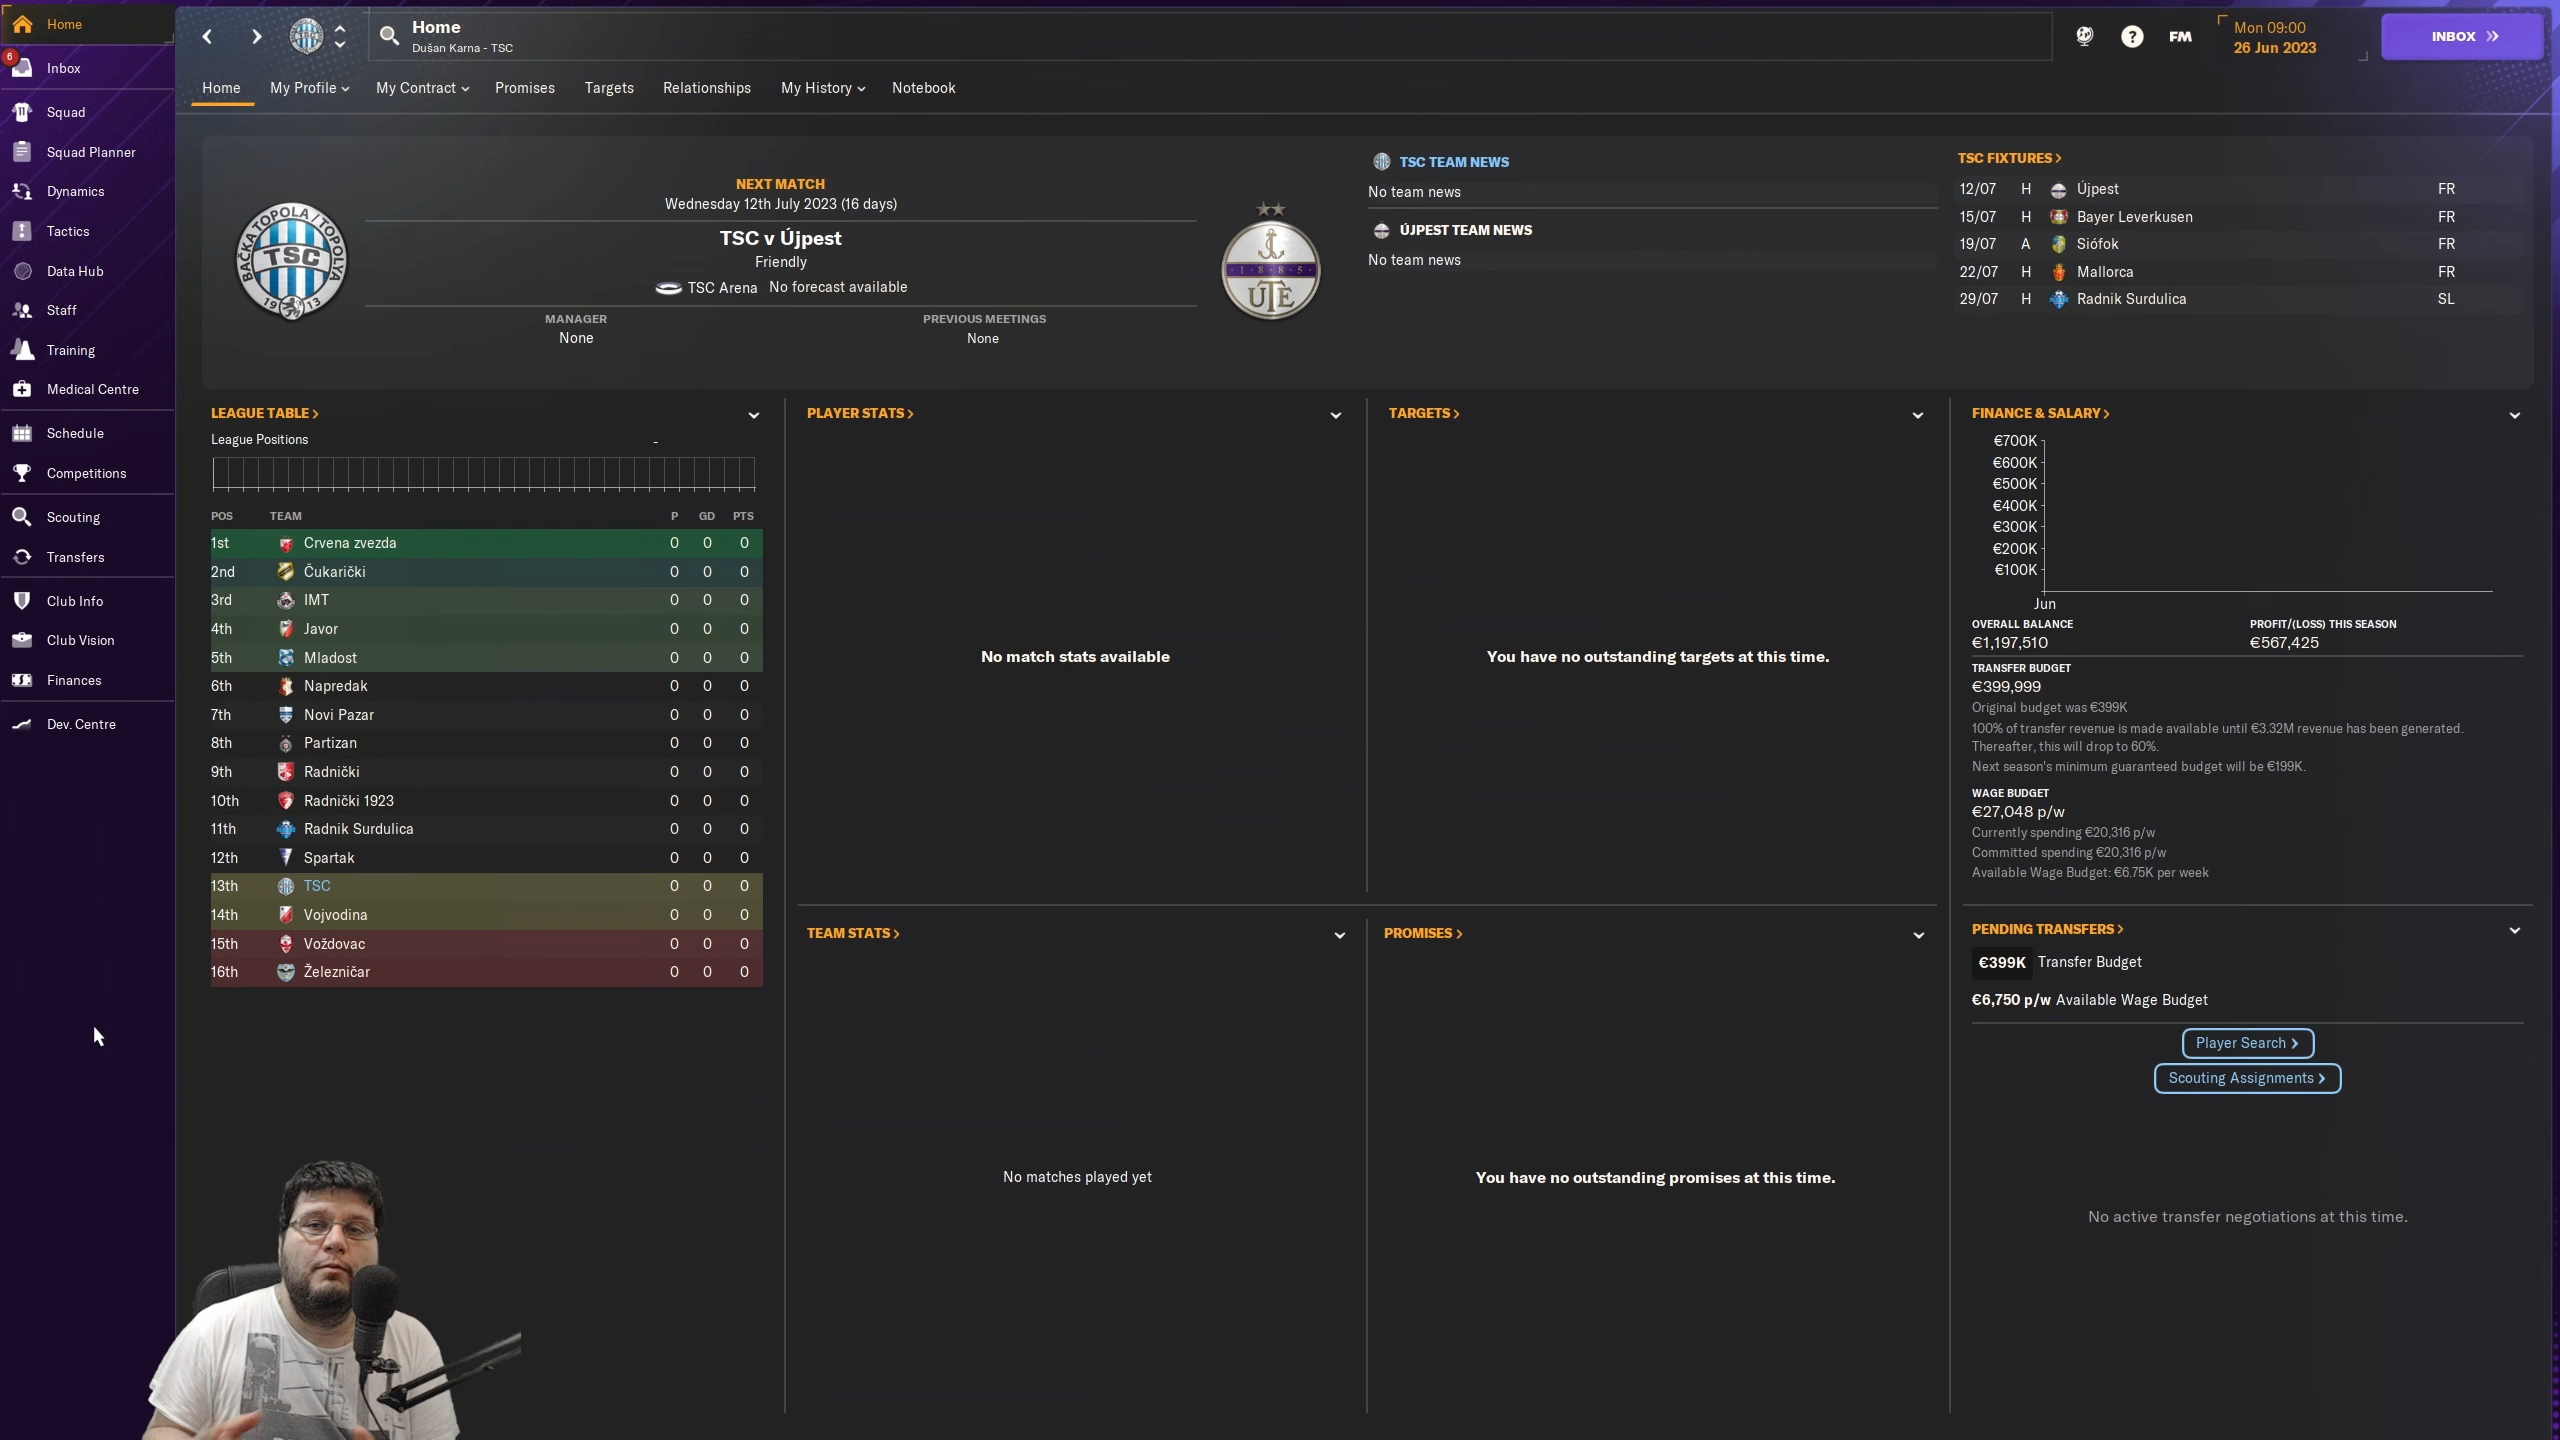 Home
6
Inbox
Squad
Squad Planner
Dynamics
Tactics
Data Hub
Staff
Training
Medical Centre
Schedule
Competitions
Scouting
Transfers
Club Info
Club Vision
Finances
Dev. Centre
Home
Dušan Karna - TSC
?
FM
Mon 09:00
26 Jun 2023
INBOX
Home
My Profile
My Contract
Promises
Targets
Relationships
My History
Notebook
BAČKA TOPOLA/TOPOLYA
TSC
1913
NEXT MATCH
Wednesday 12th July 2023 (16 days)
TSC v Újpest
Friendly
TSC Arena No forecast available
MANAGER
None
PREVIOUS MEETINGS
None
1885
UTE
TSC TEAM NEWS
No team news
ÚJPEST TEAM NEWS
No team news
TSC FIXTURES
12/07 H Újpest FR
15/07 H Bayer Leverkusen FR
19/07 A Siófok FR
22/07 H Mallorca FR
29/07 H Radnik Surdulica SL
LEAGUE TABLE
League Positions -
POS TEAM P GD PTS
1st Crvena zvezda 0 0 0
2nd Čukarički 0 0 0
3rd IMT 0 0 0
4th Javor 0 0 0
5th Mladost 0 0 0
6th Napredak 0 0 0
7th Novi Pazar 0 0 0
8th Partizan 0 0 0
9th Radnički 0 0 0
10th Radnički 1923 0 0 0
11th Radnik Surdulica 0 0 0
12th Spartak 0 0 0
13th TSC 0 0 0
14th Vojvodina 0 0 0
15th Voždovac 0 0 0
16th Železničar 0 0 0
PLAYER STATS
No match stats available
TARGETS
You have no outstanding targets at this time.
TEAM STATS
No matches played yet
PROMISES
You have no outstanding promises at this time.
FINANCE & SALARY
€700K
€600K
€500K
€400K
€300K
€200K
€100K
Jun
OVERALL BALANCE
€1,197,510
PROFIT/(LOSS) THIS SEASON
€567,425
TRANSFER BUDGET
€399,999
Original budget was €399K
100% of transfer revenue is made available until €3.32M revenue has been generated.
Thereafter, this will drop to 60%.
Next season's minimum guaranteed budget will be €199K.
WAGE BUDGET
€27,048 p/w
Currently spending €20,316 p/w
Committed spending €20,316 p/w
Available Wage Budget: €6.75K per week
PENDING TRANSFERS
€399K Transfer Budget
€6,750 p/w Available Wage Budget
Player Search
Scouting Assignments
No active transfer negotiations at this time.